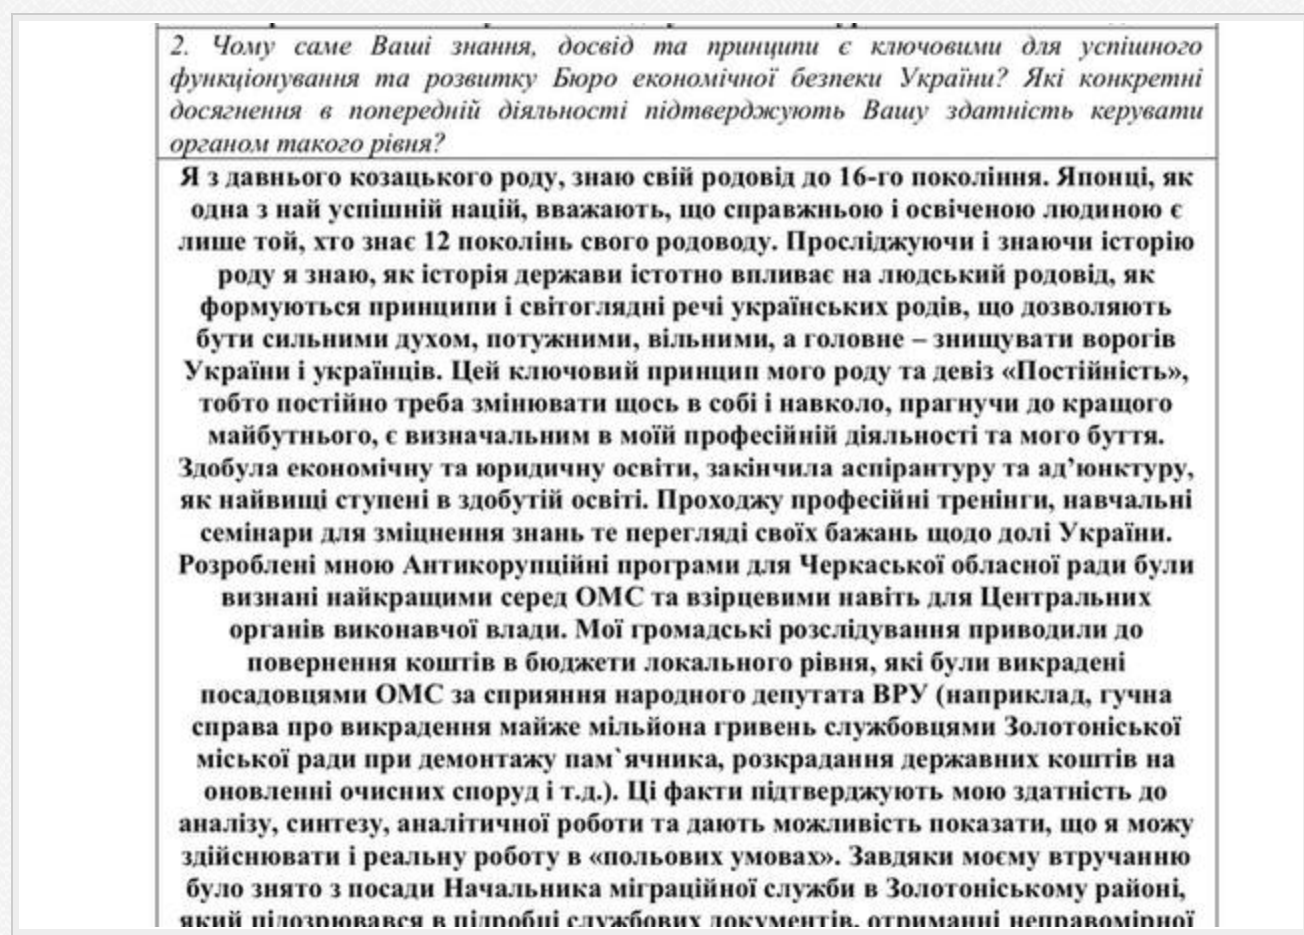 2. Чому саме Ваші знання, досвід та принципи є ключовими для успішного
функціонування та розвитку Бюро економічної безпеки України? Які конкретні
досягнення в попередній діяльності підтверджують Вашу здатність керувати
органом такого рівня?
Я з давнього козацького роду, знаю свій родовід до 16-го покоління. Японці, як
одна з най успішній націй, вважають, що справжньою і освіченою людиною є
лише той, хто знає 12 поколінь свого родоводу. Просліджуючи і знаючи історію
роду я знаю, як історія держави істотно впливає на людський родовід, як
формуються принципи і світоглядні речі українських родів, що дозволяють
бути сильними духом, потужними, вільними, а головне – знищувати ворогів
України і українців. Цей ключовий принцип мого роду та девіз «Постійність»,
тобто постійно треба змінювати щось в собі і навколо, прагнучи до кращого
майбутнього, є визначальним в моїй професійній діяльності та мого буття.
Здобула економічну та юридичну освіти, закінчила аспірантуру та ад’юнктуру,
як найвищі ступені в здобутій освіті. Проходжу професійні тренінги, навчальні
семінари для зміцнення знань те перегляді своїх бажань щодо долі України.
Розроблені мною Антикорупційні програми для Черкаської обласної ради були
визнані найкращими серед ОМС та взірцевими навіть для Центральних
органів виконавчої влади. Мої громадські розслідування приводили до
повернення коштів в бюджети локального рівня, які були викрадені
посадовцями ОМС за сприяння народного депутата ВРУ (наприклад, гучна
справа про викрадення майже мільйона гривень службовцями Золотоніської
міської ради при демонтажу пам`ячника, розкрадання державних коштів на
оновленні очисних споруд і т.д.). Ці факти підтверджують мою здатність до
аналізу, синтезу, аналітичної роботи та дають можливість показати, що я можу
здійснювати і реальну роботу в «польових умовах». Завдяки моєму втручанню
було знято з посади Начальника міграційної служби в Золотоніському районі,
який підозрювався в підробці службових документів, отриманні неправомірної